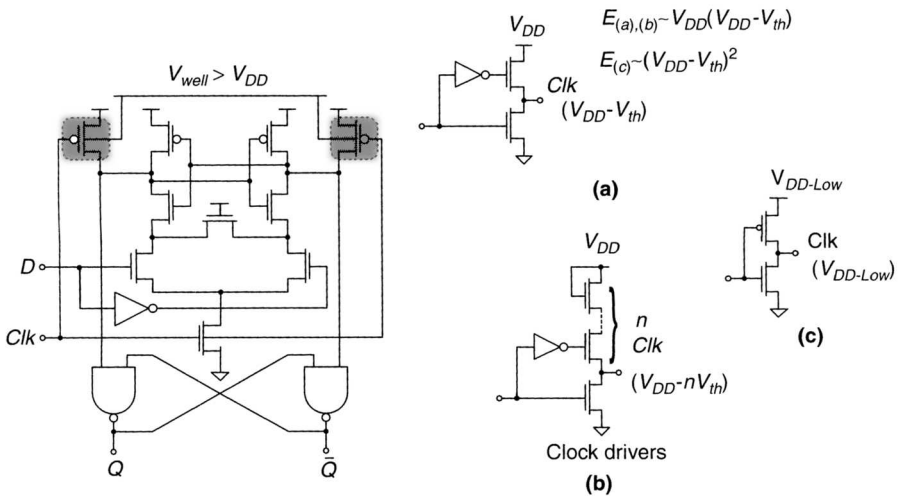 V_well > V_DD
D
Clk
Q
Q̄
V_DD
E_(a),(b)~V_DD(V_DD-V_th)
E_(c)~(V_DD-V_th)²
Clk
(V_DD-V_th)
(a)
V_DD
n
Clk
(V_DD-nV_th)
Clock drivers
(b)
V_DD-Low
Clk
(V_DD-Low)
(c)